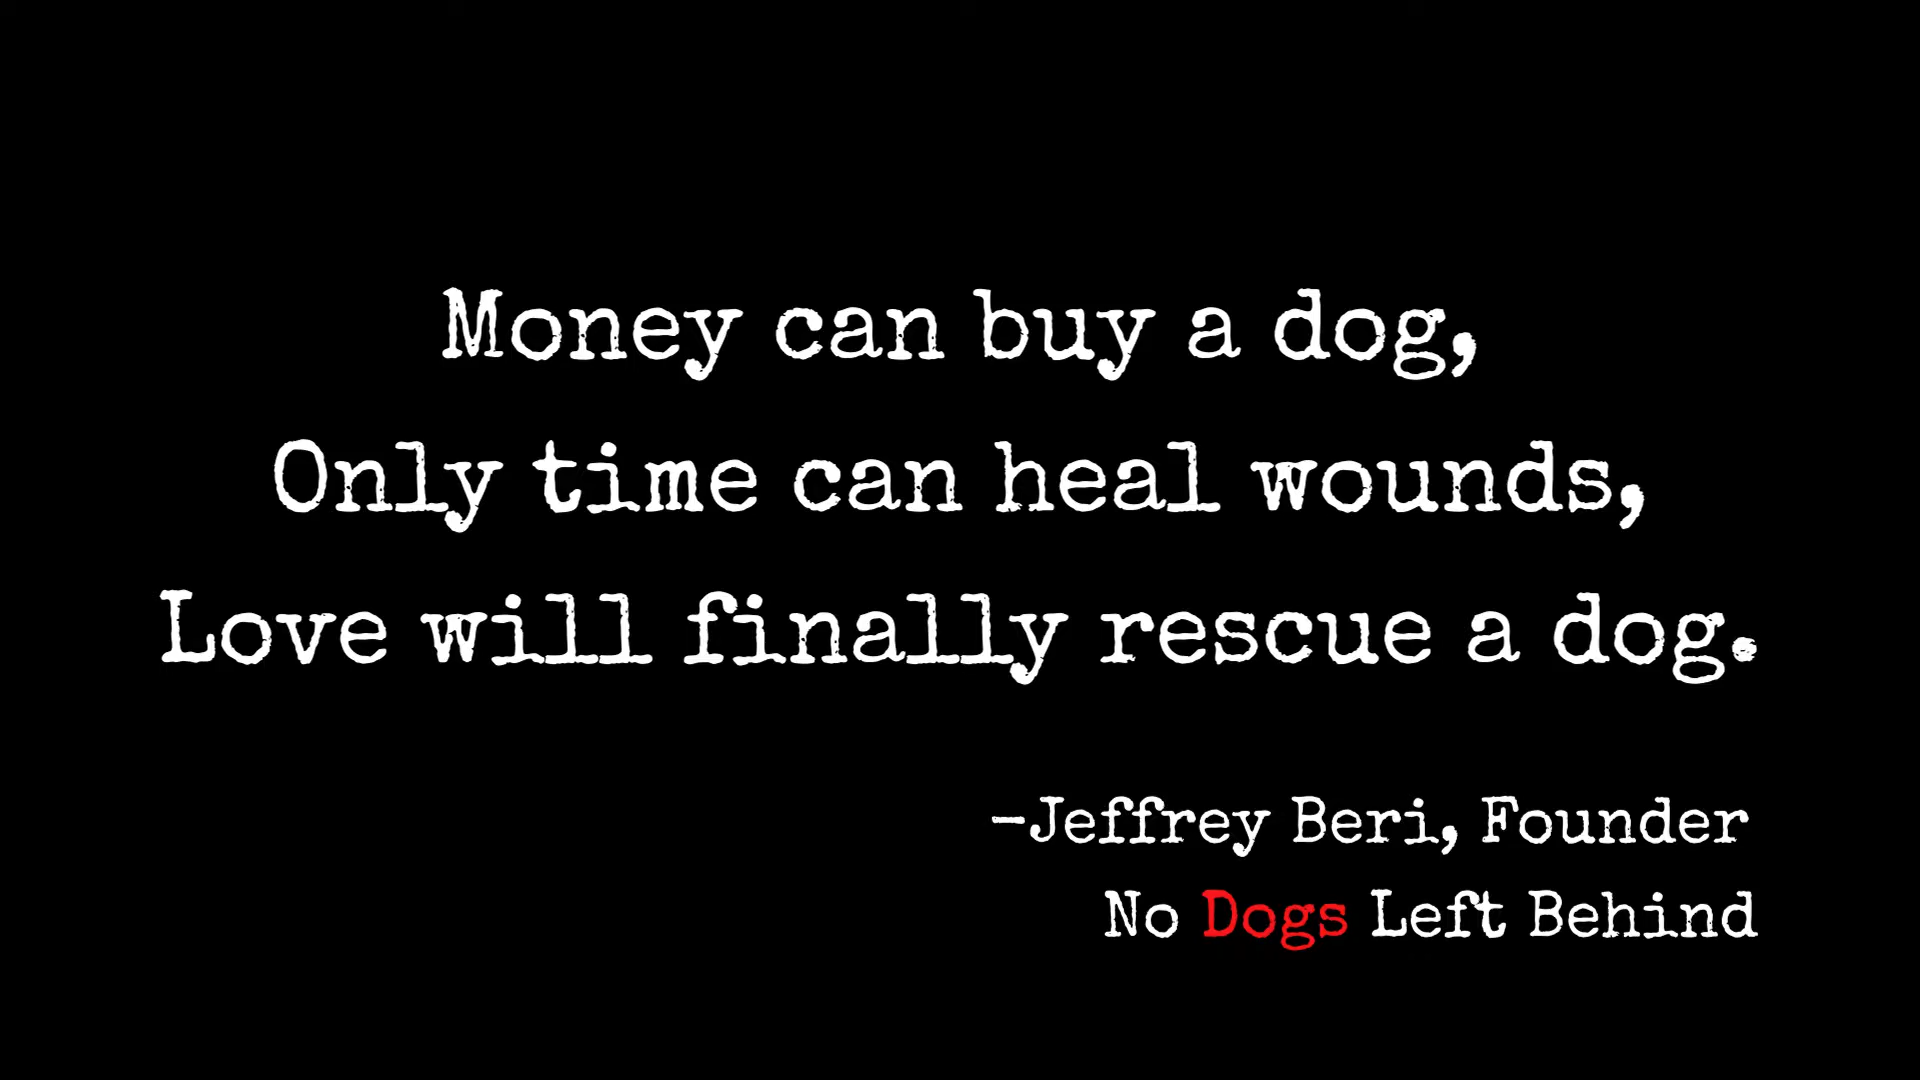 Money can buy a dog,
Only time can heal wounds,
Love will finally rescue a dog.
-Jeffrey Beri, Founder
No Dogs Left Behind